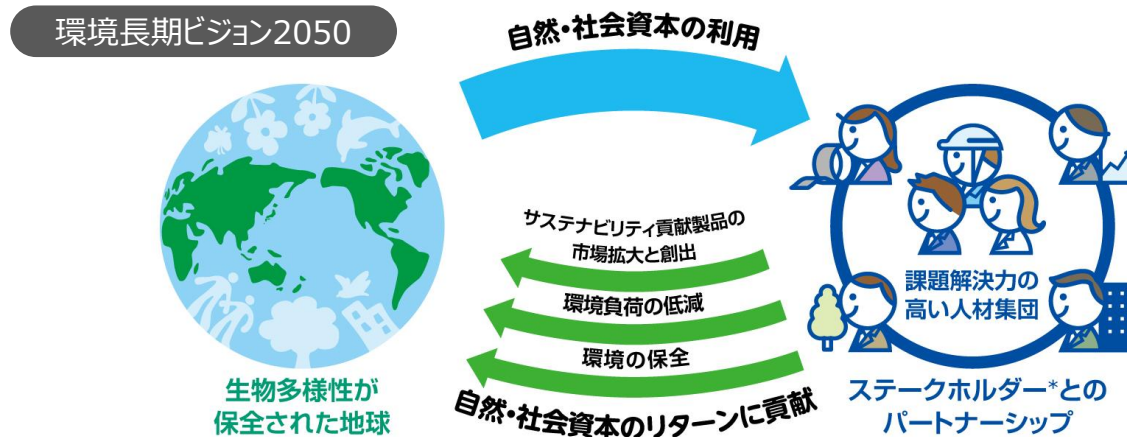 環境長期ビジョン2050
自然・社会資本の利用
サステナビリティ貢献製品の
市場拡大と創出
環境負荷の低減
環境の保全
自然・社会資本のリターンに貢献
生物多様性が
保全された地球
課題解決力の
高い人材集団
ステークホルダー*との
パートナーシップ